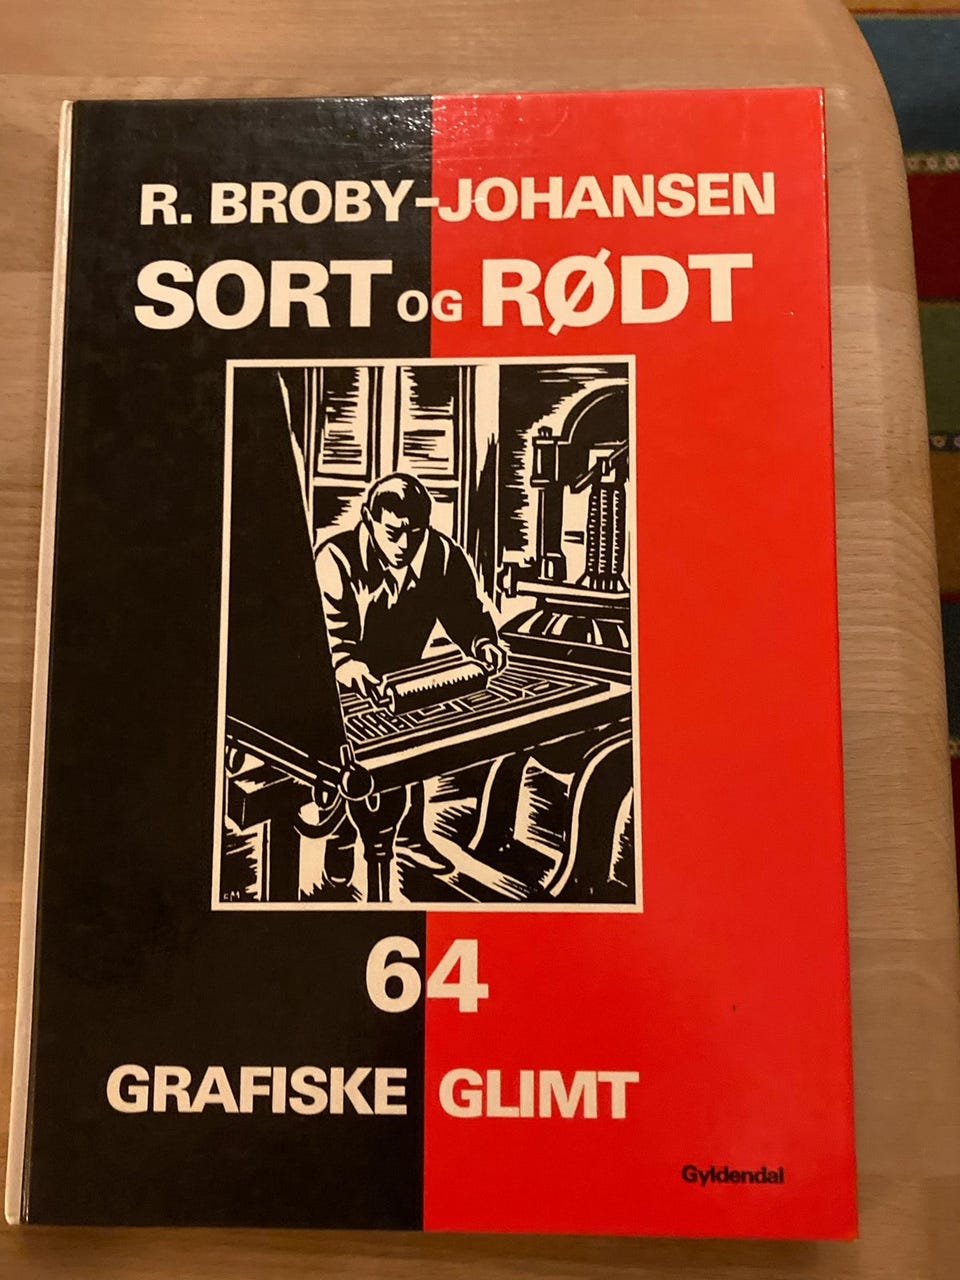 R. BROBY-JOHANSEN
SORT OG RØDT
64
GRAFISKE GLIMT
Gyldendal